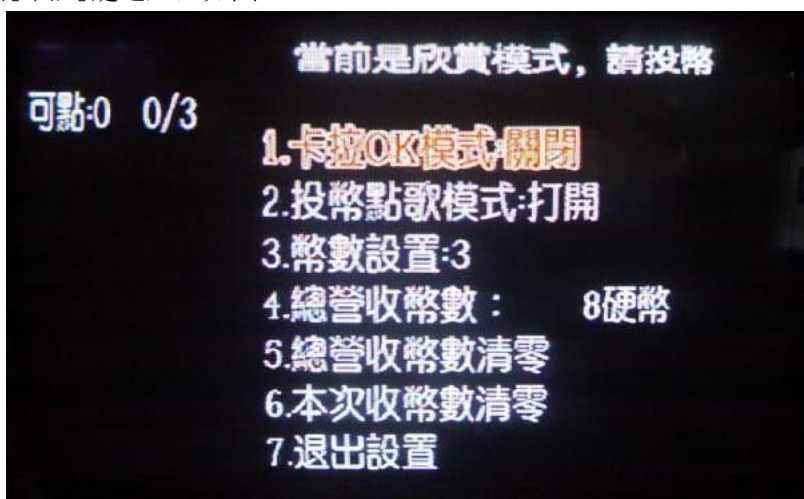 當前是欣賞模式，請投幣
可點:0 0/3
1.卡拉OK模式:關閉
2.投幣點歌模式:打開
3.幣數設置:3
4.總營收幣數： 8硬幣
5.總營收幣數清零
6.本次收幣數清零
7.退出設置